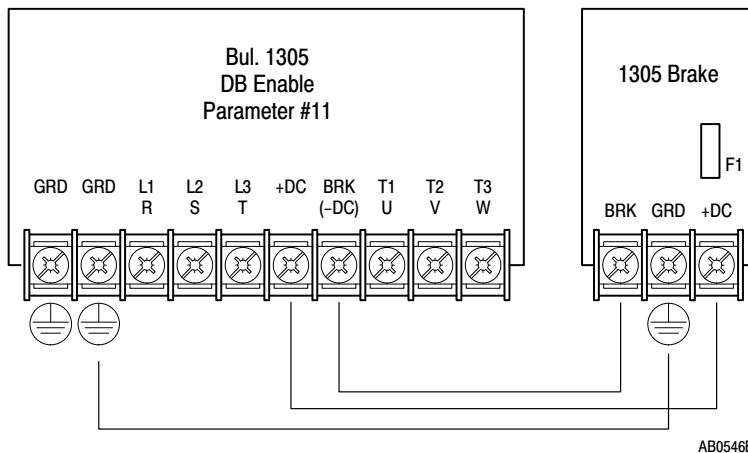 Bul. 1305
DB Enable
Parameter #11
1305 Brake
F1
GRD GRD L1 L2 L3 +DC BRK T1 T2 T3
R S T (–DC) U V W
BRK GRD +DC
AB0546B